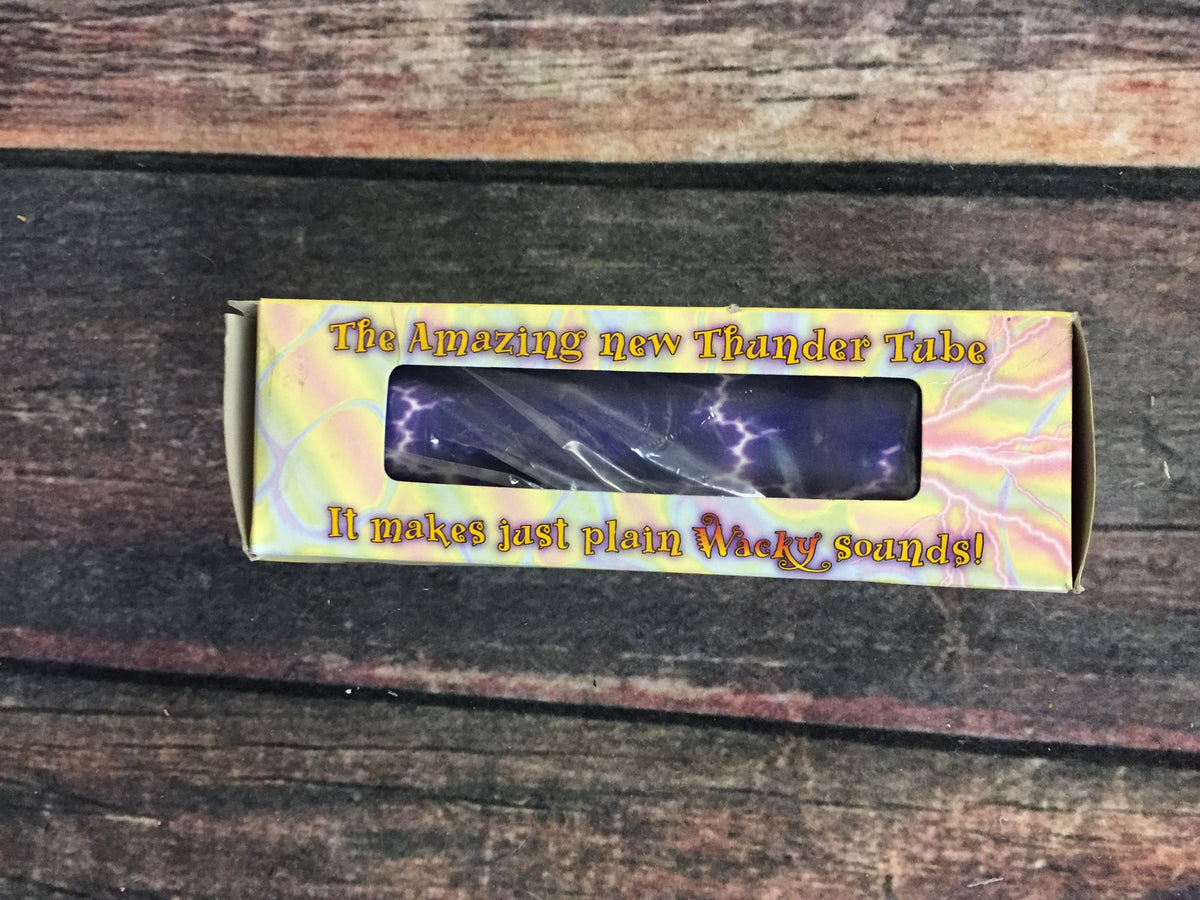 The Amazing new Thunder Tube
It makes just plain Wacky sounds!